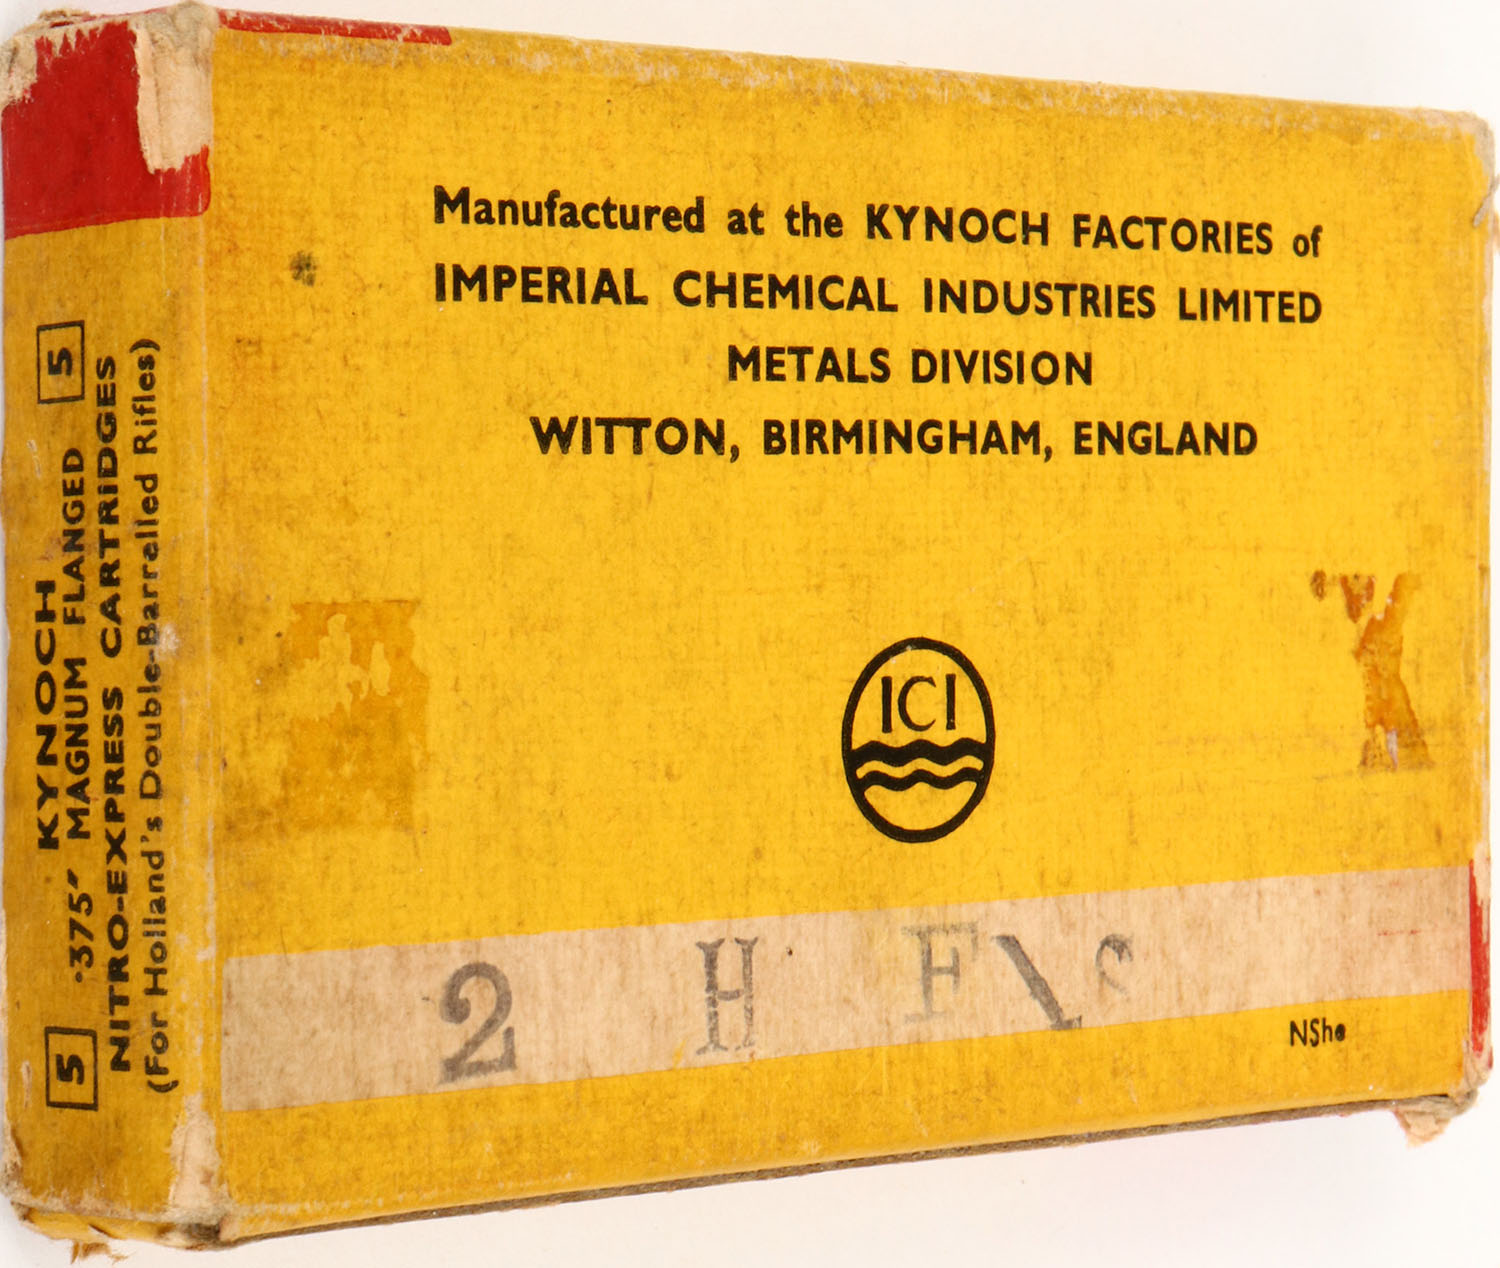 Manufactured at the KYNOCH FACTORIES of
IMPERIAL CHEMICAL INDUSTRIES LIMITED
METALS DIVISION
WITTON, BIRMINGHAM, ENGLAND
ICI
2 H F
NShe
5 5
KYNOCH
·375″ MAGNUM FLANGED
NITRO-EXPRESS CARTRIDGES
(For Holland's Double-Barrelled Rifles)